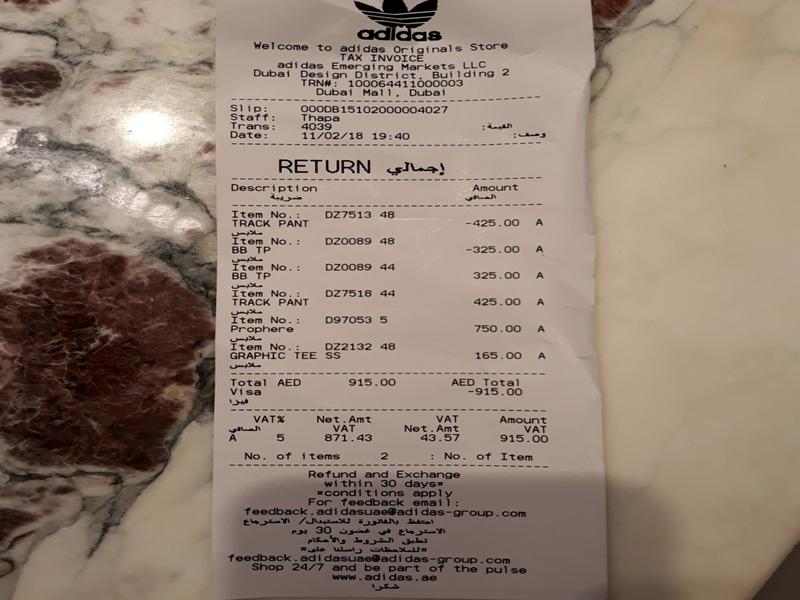 adidas
Welcome to adidas Originals Store
TAX INVOICE
adidas Emerging Markets LLC
Dubai Design District, Building 2
TRN#: 100064411000003
Dubai Mall, Dubai
Slip: 000DB15102000004027
Staff: Thapa
Trans: 4039 القيمة:
Date: 11/02/18 19:40 وصف:
RETURN إجمالي
Description Amount
ضريبة الصافي
Item No.: DZ7513 48
TRACK PANT -425.00 A
ملابس
Item No.: DZ0089 48
BB TP -325.00 A
ملابس
Item No.: DZ0089 44
BB TP 325.00 A
ملابس
Item No.: DZ7518 44
TRACK PANT 425.00 A
ملابس
Item No.: D97053 5
Prophere 750.00 A
ملابس
Item No.: DZ2132 48
GRAPHIC TEE SS 165.00 A
ملابس
Total AED 915.00 AED Total
Visa -915.00
فيزا
VAT% Net.Amt VAT Amount
الصافي VAT Net.Amt VAT
A 5 871.43 43.57 915.00
No. of items 2 : No. of Item
Refund and Exchange
within 30 days*
*conditions apply
For feedback email:
feedback.adidasuae@adidas-group.com
احتفظ بالفاتورة للاستبدال/ الاسترجاع
الاسترجاع في غضون 30 يوم
تطبق الشروط والأحكام
*للملاحظات راسلنا على*
feedback.adidasuae@adidas-group.com
Shop 24/7 and be part of the pulse
www.adidas.ae
شكرا